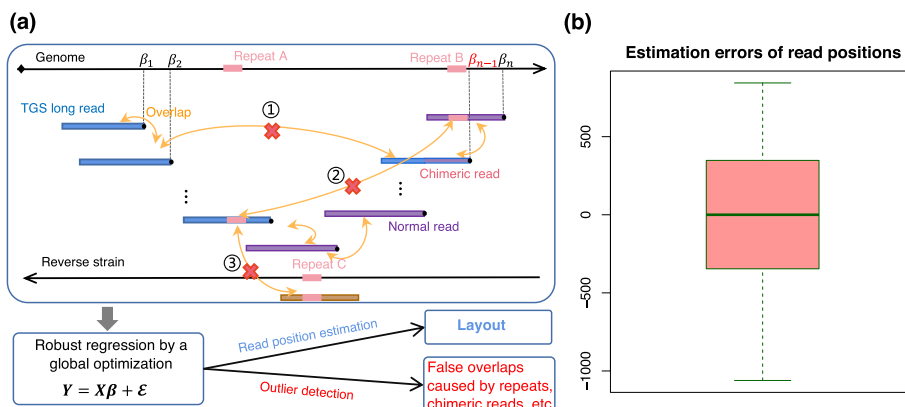 (a)
Genome
β1
β2
Repeat A
Repeat B
βn−1
βn
TGS long read
Overlap
①
Chimeric read
②
⋮
⋮
Normal read
③
Repeat C
Reverse strain
Robust regression by a
global optimization
Y = Xβ + ε
Read position estimation
Layout
Outlier detection
False overlaps
caused by repeats,
chimeric reads, etc
(b)
Estimation errors of read positions
500
0
−500
−1000